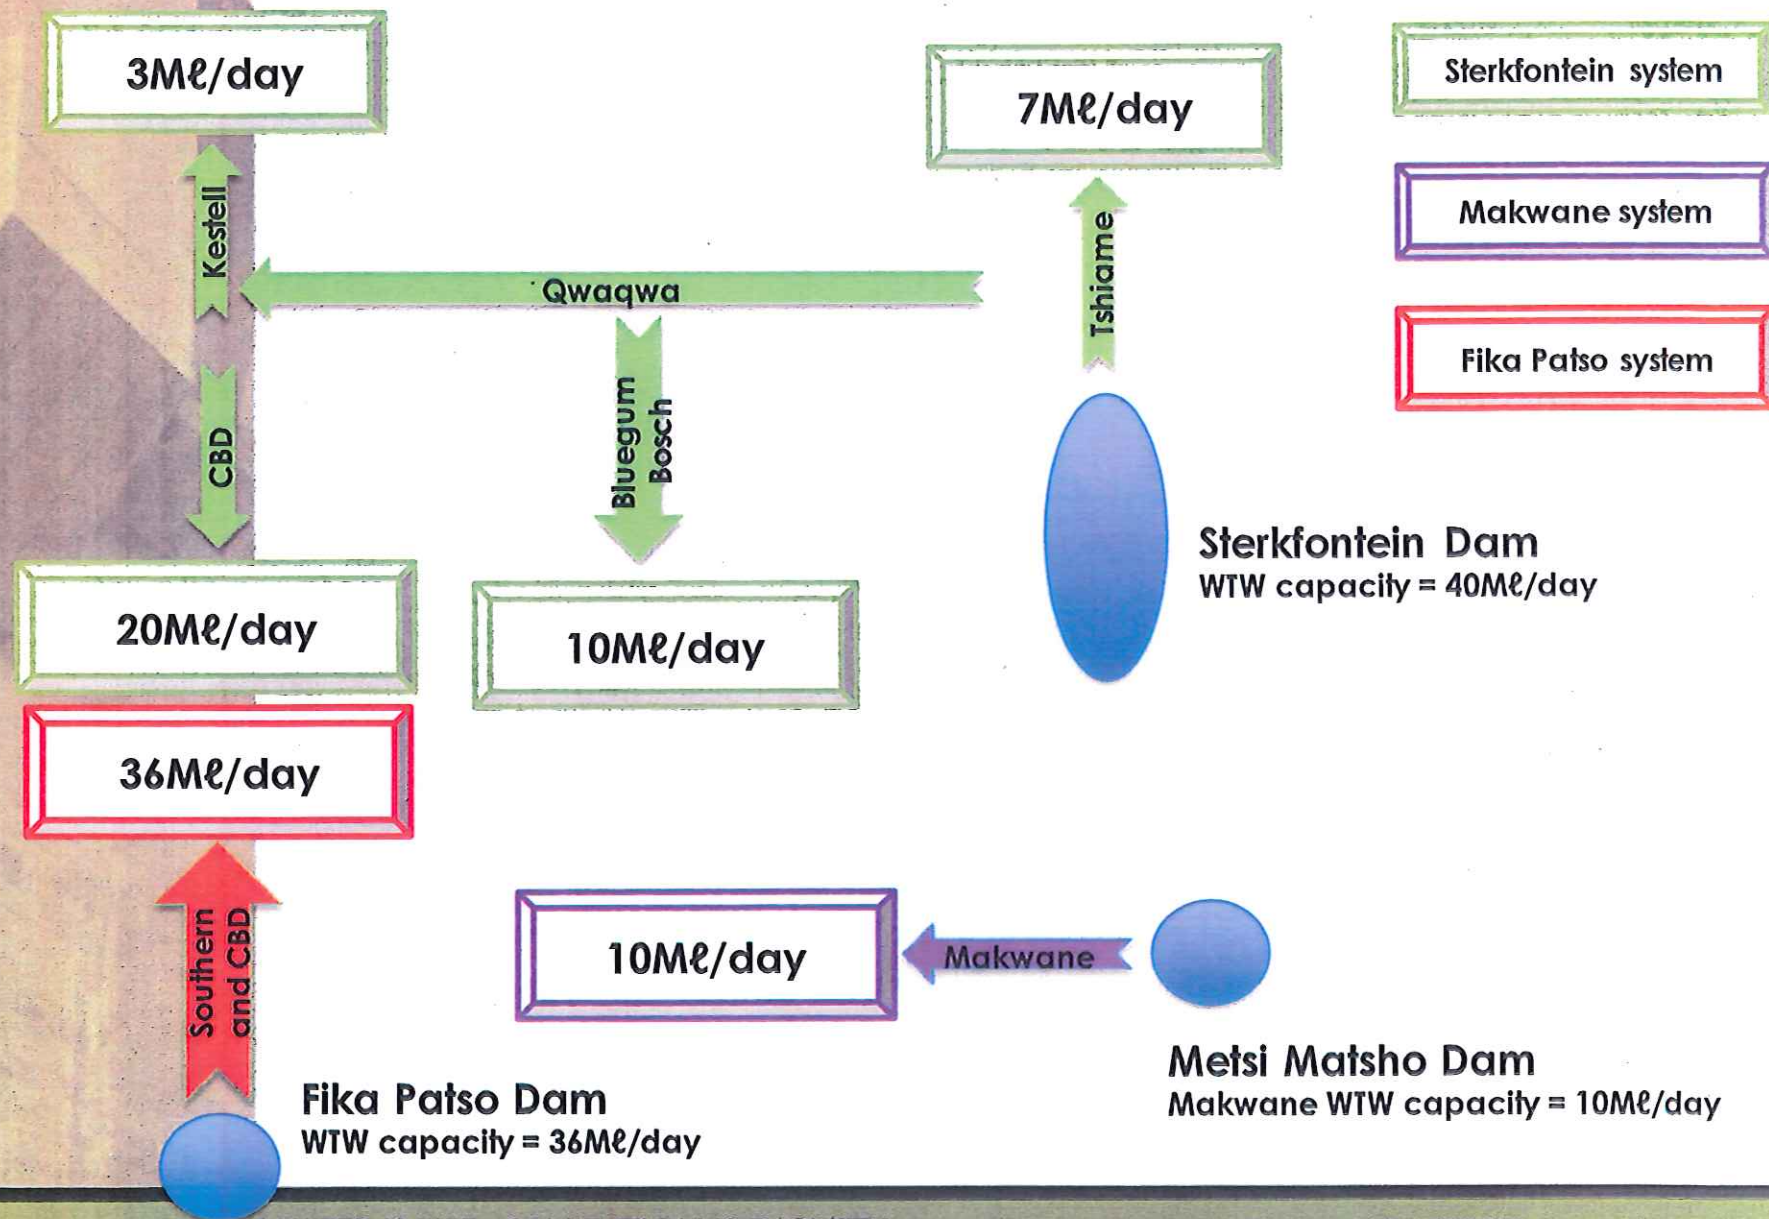 3Mℓ/day
7Mℓ/day
Sterkfontein system
Makwane system
Fika Patso system
Kestell
Qwaqwa
Tshiame
CBD
Bluegum
Bosch
Sterkfontein Dam
WTW capacity = 40Mℓ/day
20Mℓ/day
10Mℓ/day
36Mℓ/day
Southern
and CBD
10Mℓ/day
Makwane
Metsi Matsho Dam
Makwane WTW capacity = 10Mℓ/day
Fika Patso Dam
WTW capacity = 36Mℓ/day